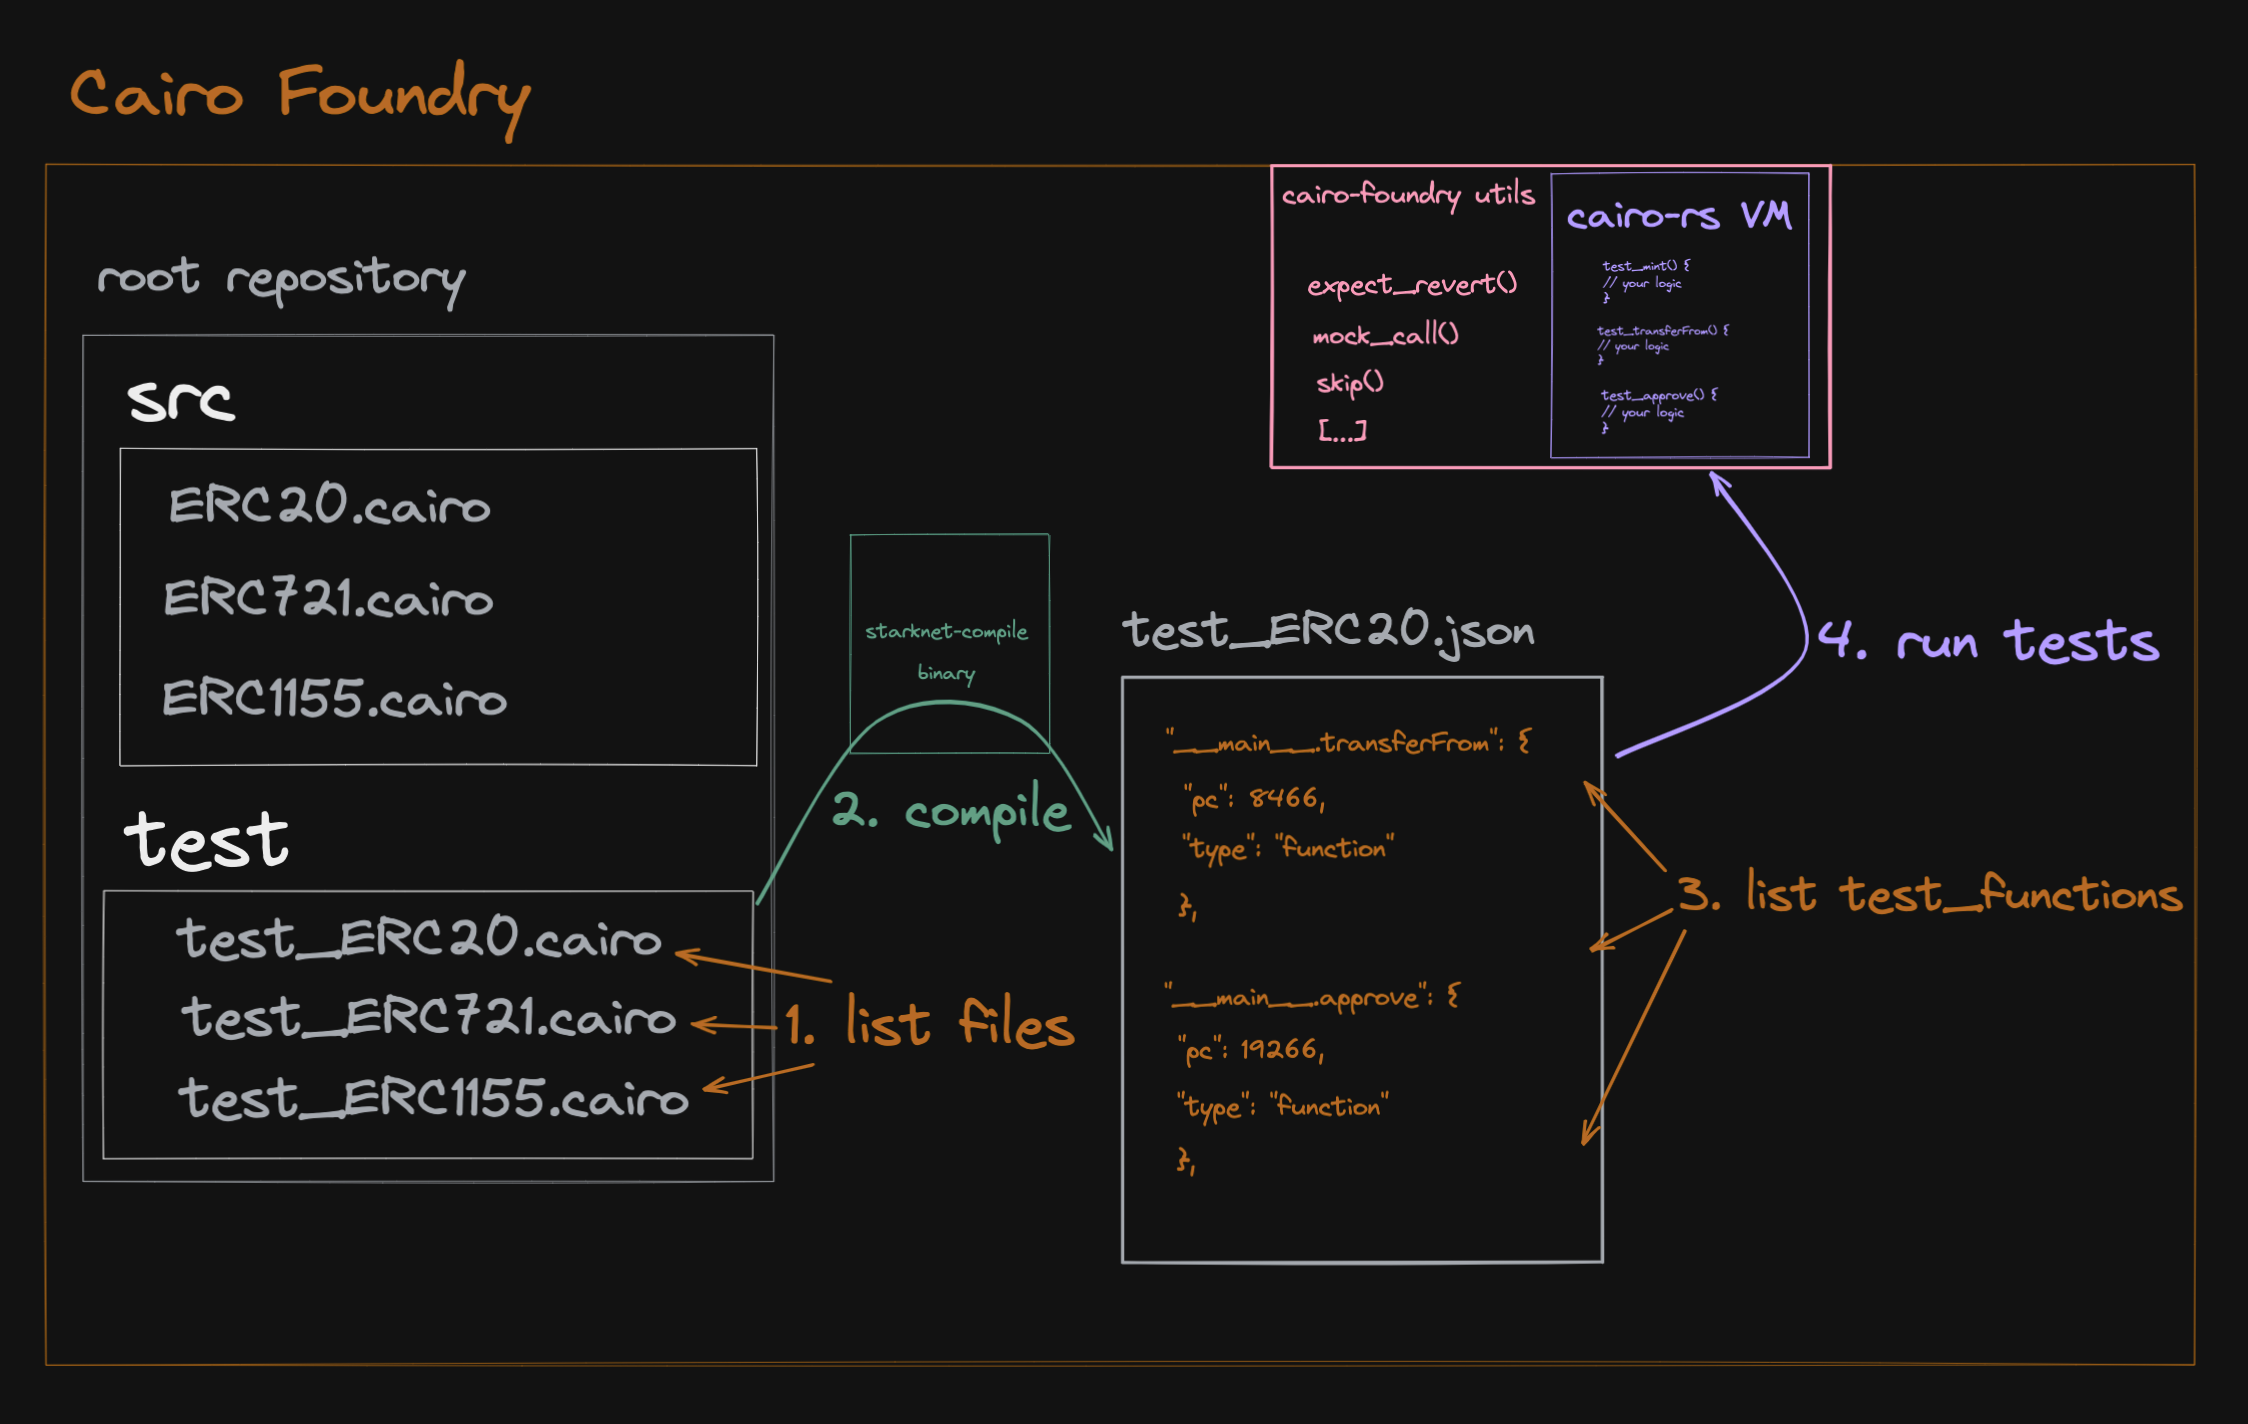 Cairo Foundry
root repository
src
ERC20.cairo
ERC721.cairo
ERC1155.cairo
test
test_ERC20.cairo
test_ERC721.cairo
test_ERC1155.cairo
1. list files
starknet-compile
binary
2. compile
test_ERC20.json
"__main__.transferFrom": {
"pc": 8466,
"type": "function"
},
"__main__.approve": {
"pc": 19266,
"type": "function"
},
3. list test_functions
4. run tests
cairo-foundry utils
expect_revert()
mock_call()
skip()
[...]
cairo-rs VM
test_mint() {
// your logic
}
test_transferFrom() {
// your logic
}
test_approve() {
// your logic
}